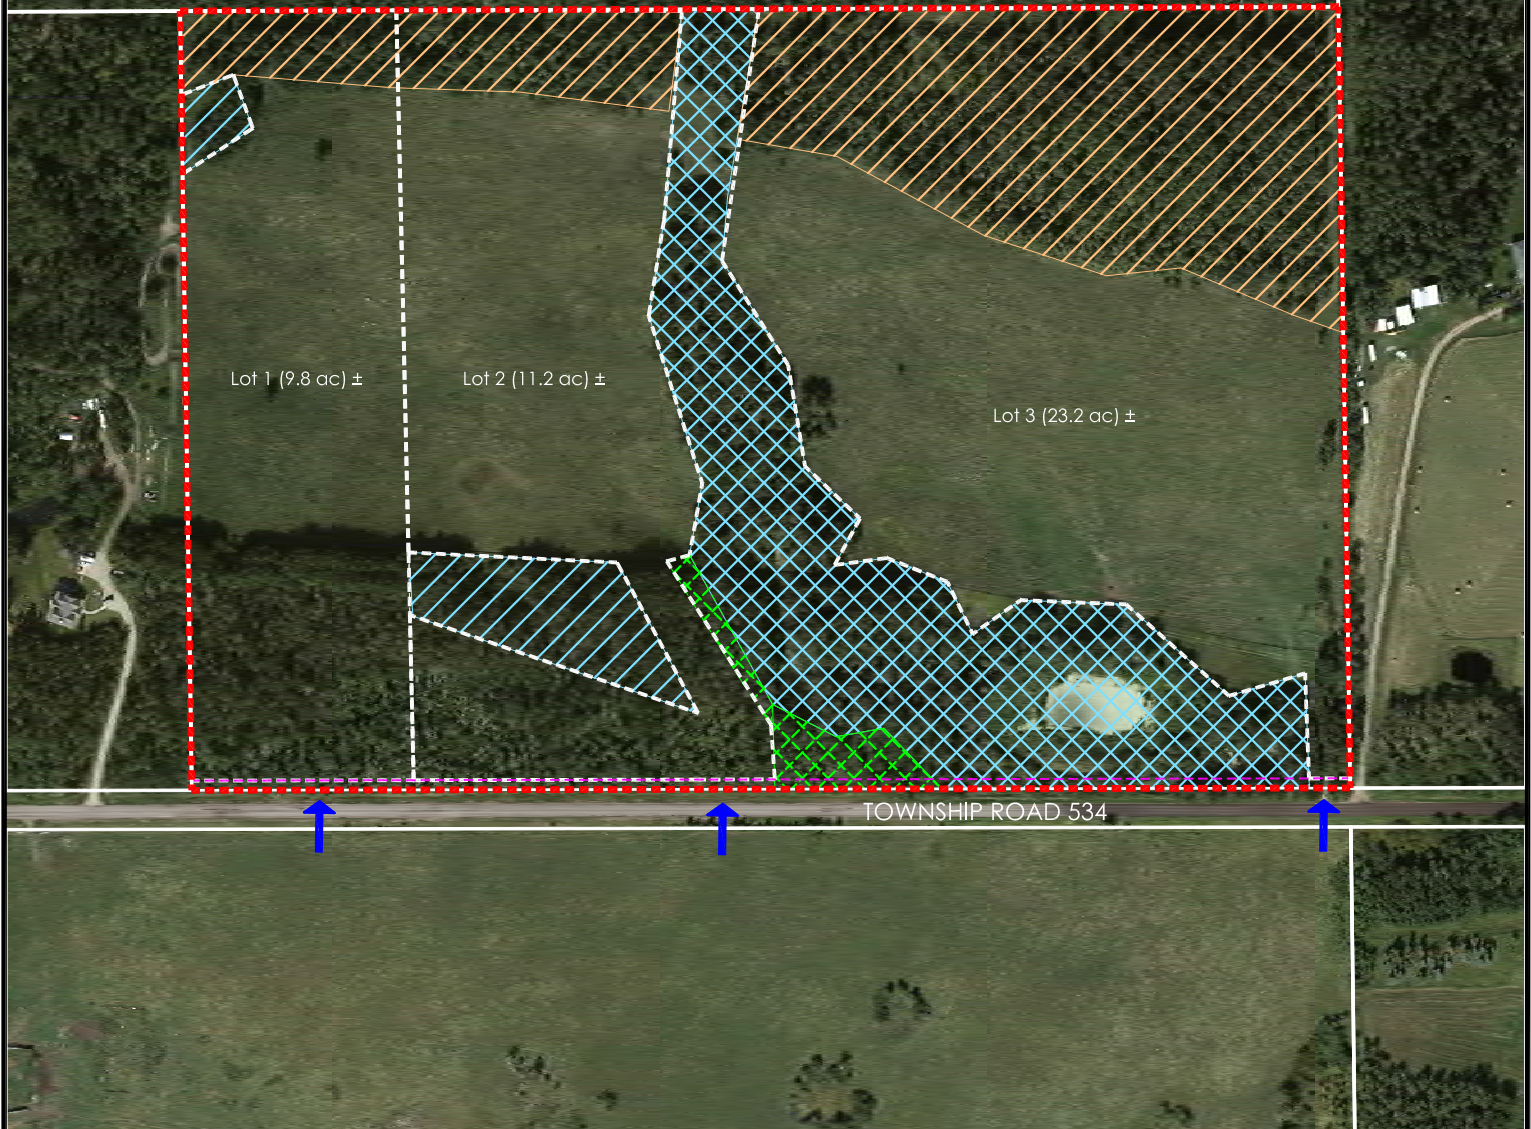 Lot 1 (9.8 ac) ±
Lot 2 (11.2 ac) ±
Lot 3 (23.2 ac) ±
TOWNSHIP ROAD 534